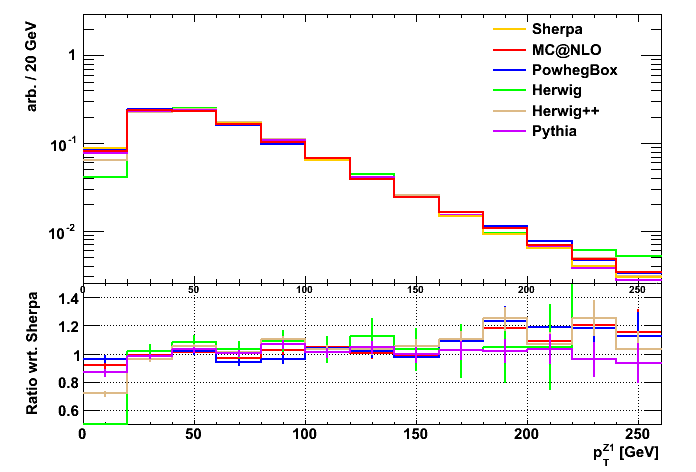 arb. / 20 GeV
1
10⁻¹
10⁻²
Sherpa
MC@NLO
PowhegBox
Herwig
Herwig++
Pythia
0 50 100 150 200 250
Ratio wrt. Sherpa
1.4
1.2
1
0.8
0.6
0 50 100 150 200 250
p_T^Z1 [GeV]